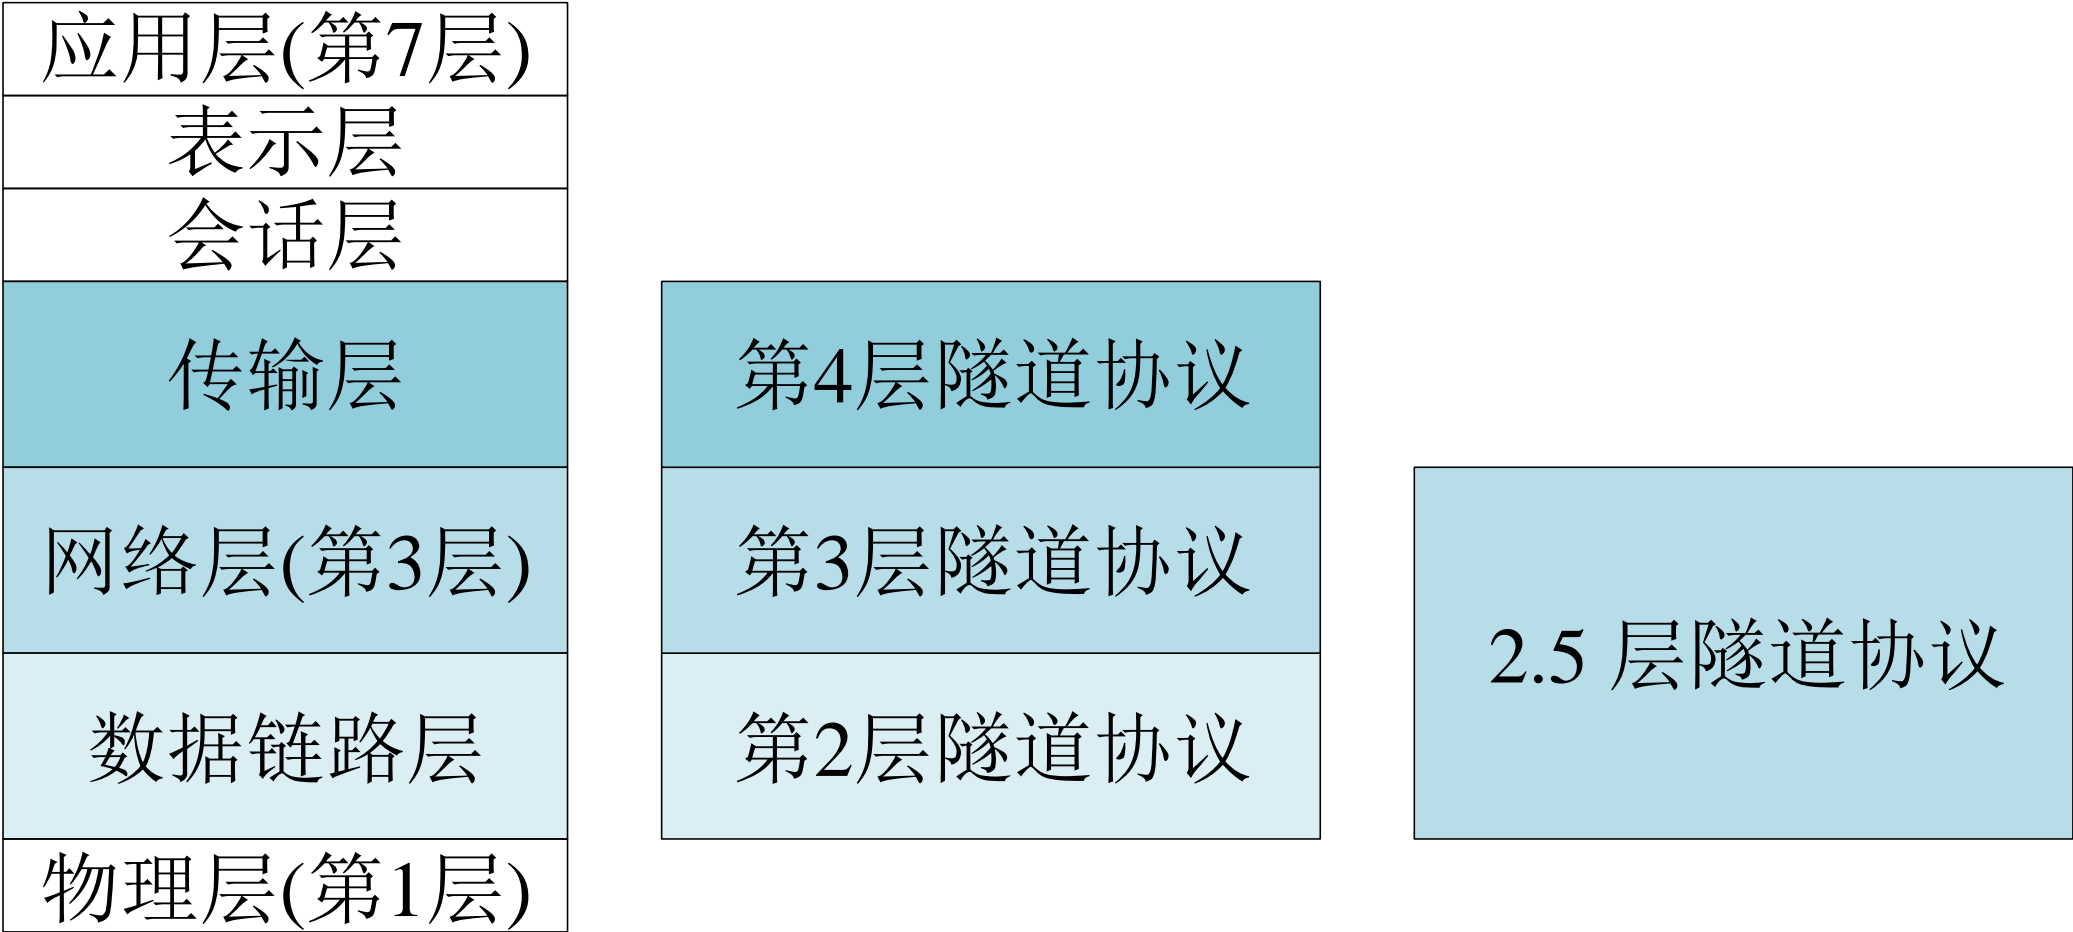 应用层(第7层)
表示层
会话层
传输层
网络层(第3层)
数据链路层
物理层(第1层)
第4层隧道协议
第3层隧道协议
第2层隧道协议
2.5 层隧道协议